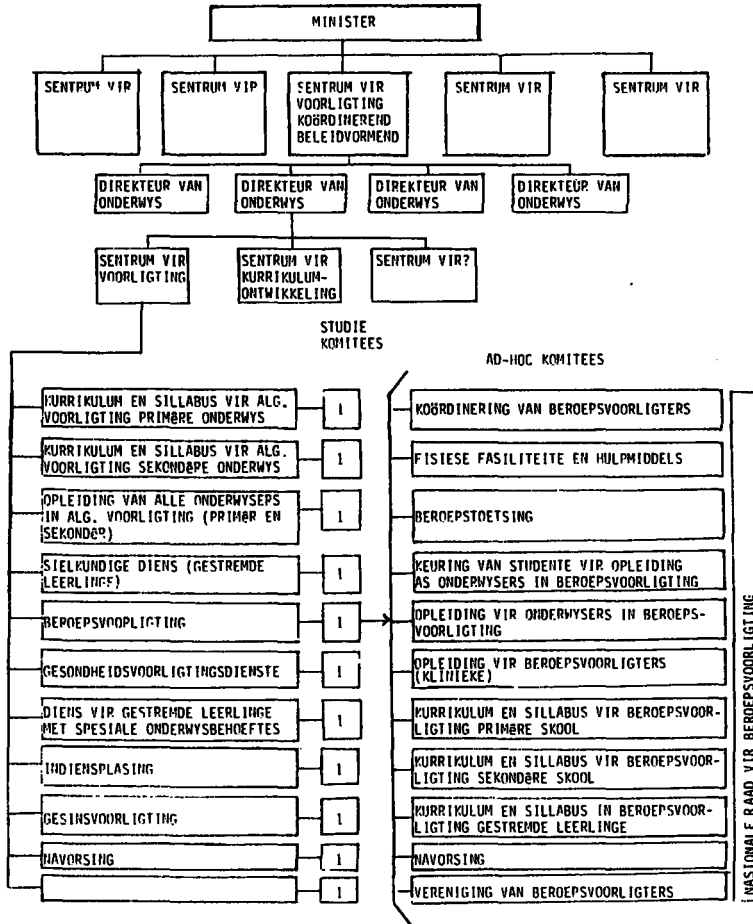 MINISTER
SENTRUM VIR
SENTRUM VIR
SENTRUM VIR
VOORLIGTING
KOÖRDINEREND
BELEIDVORMEND
SENTRUM VIR
SENTRUM VIR
DIREKTEUR VAN
ONDERWYS
DIREKTEUR VAN
ONDERWYS
DIREKTEUR VAN
ONDERWYS
DIREKTEUR VAN
ONDERWYS
SENTRUM VIR
VOORLIGTING
SENTRUM VIR
KURRIKULUM-
ONTWIKKELING
SENTRUM VIR?
STUDIE
KOMITEES
KURRIKULUM EN SILLABUS VIR ALG.
VOORLIGTING PRIMêRE ONDERWYS
1
KURRIKULUM EN SILLABUS VIR ALG.
VOORLIGTING SEKONDêRE ONDERWYS
1
OPLEIDING VAN ALLE ONDERWYSERS
IN ALG. VOORLIGTING (PRIMêR EN
SEKONDêR)
1
SIELKUNDIGE DIENS (GESTREMDE
LEERLINGE)
1
BEROEPSVOORLIGTING
1
GESONDHEIDSVOORLIGTINGSDIENSTE
1
DIENS VIR GESTREMDE LEERLINGE
MET SPESIALE ONDERWYSBEHOEFTES
1
INDIENSPLASING
1
GESINSVOORLIGTING
1
NAVORSING
1
1
AD-HOC KOMITEES
KOÖRDINERING VAN BEROEPSVOORLIGTERS
FISIESE FASILITEITE EN HULPMIDDELS
BEROEPSTOETSING
KEURING VAN STUDENTE VIR OPLEIDING
AS ONDERWYSERS IN BEROEPSVOORLIGTING
OPLEIDING VIR ONDERWYSERS IN BEROEPS-
VOORLIGTING
OPLEIDING VIR BEROEPSVOORLIGTERS
(KLINIEKE)
KURRIKULUM EN SILLABUS VIR BEROEPSVOOR-
LIGTING PRIMêRE SKOOL
KURRIKULUM EN SILLABUS VIR BEROEPSVOOR-
LIGTING SEKONDêRE SKOOL
KURRIKULUM EN SILLABUS IN BEROEPSVOOR-
LIGTING GESTREMDE LEERLINGE
NAVORSING
VERENIGING VAN BEROEPSVOORLIGTERS
NASIONALE RAAD VIR BEROEPSVOORLIGTING